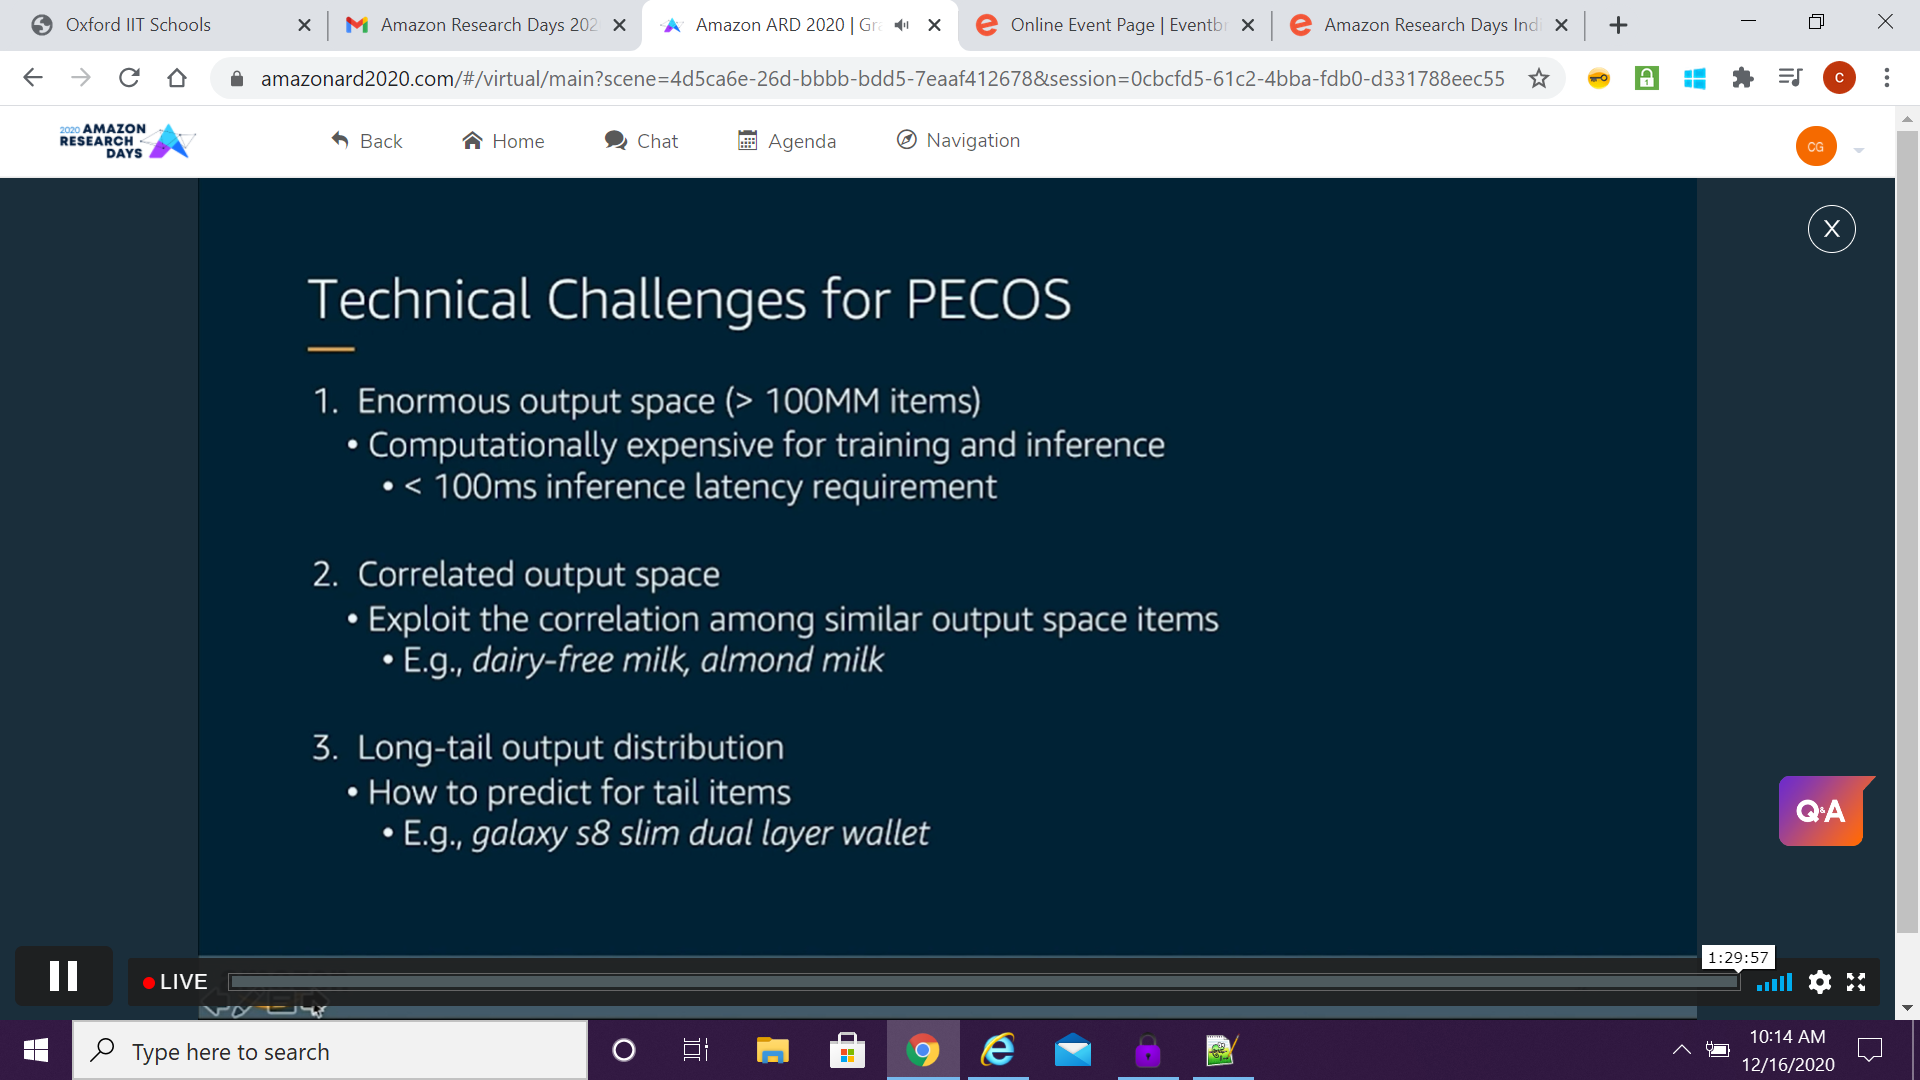 Oxford IIT Schools
Amazon Research Days 202
Amazon ARD 2020 | Gra
Online Event Page | Eventbr
Amazon Research Days Indi
amazonard2020.com/#/virtual/main?scene=4d5ca6e-26d-bbbb-bdd5-7eaaf412678&session=0cbcfd5-61c2-4bba-fdb0-d331788eec55
C
2020 AMAZON
RESEARCH
DAYS
Back
Home
Chat
Agenda
Navigation
CG
X
Technical Challenges for PECOS
1. Enormous output space (> 100MM items)
• Computationally expensive for training and inference
• < 100ms inference latency requirement
2. Correlated output space
• Exploit the correlation among similar output space items
• E.g., dairy-free milk, almond milk
3. Long-tail output distribution
• How to predict for tail items
• E.g., galaxy s8 slim dual layer wallet
Q&A
1:29:57
LIVE
Type here to search
10:14 AM
12/16/2020